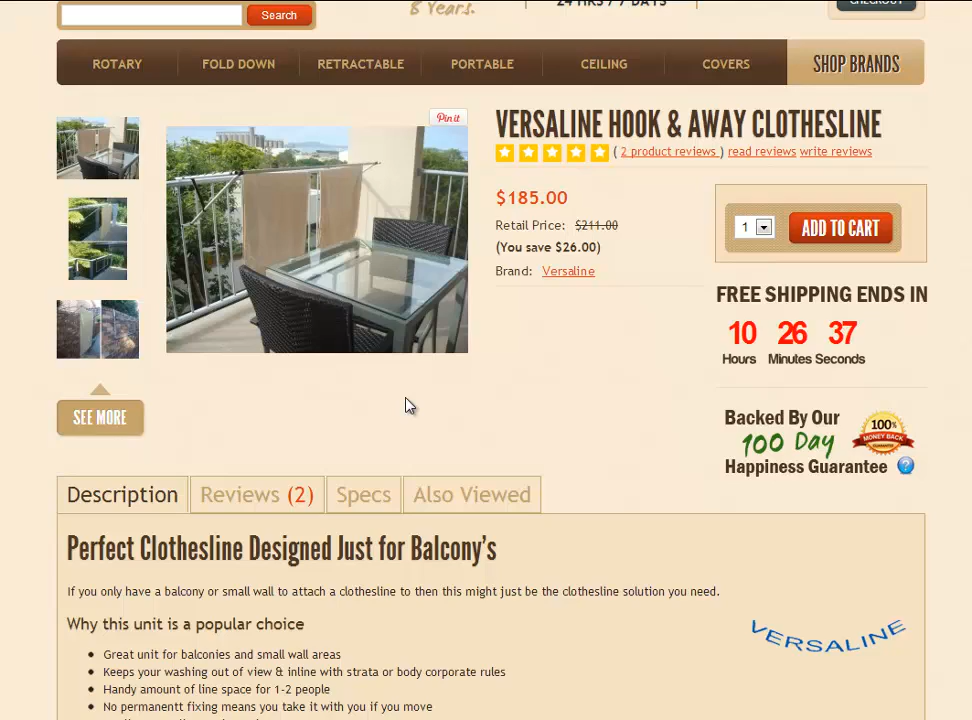 8 Years.
24 HRS / 7 DAYS
CHECKOUT
Search
ROTARY
FOLD DOWN
RETRACTABLE
PORTABLE
CEILING
COVERS
SHOP BRANDS
Pin it
VERSALINE HOOK & AWAY CLOTHESLINE
( 2 product reviews ) read reviews write reviews
$185.00
Retail Price: $211.00
(You save $26.00)
Brand: Versaline
1
ADD TO CART
FREE SHIPPING ENDS IN
10 26 37
Hours Minutes Seconds
SEE MORE
Backed By Our
100 Day
Happiness Guarantee ?
100%
MONEY BACK
Description
Reviews (2)
Specs
Also Viewed
Perfect Clothesline Designed Just for Balcony's
If you only have a balcony or small wall to attach a clothesline to then this might just be the clothesline solution you need.
Why this unit is a popular choice
VERSALINE
Great unit for balconies and small wall areas
Keeps your washing out of view & inline with strata or body corporate rules
Handy amount of line space for 1-2 people
No permanentt fixing means you take it with you if you move